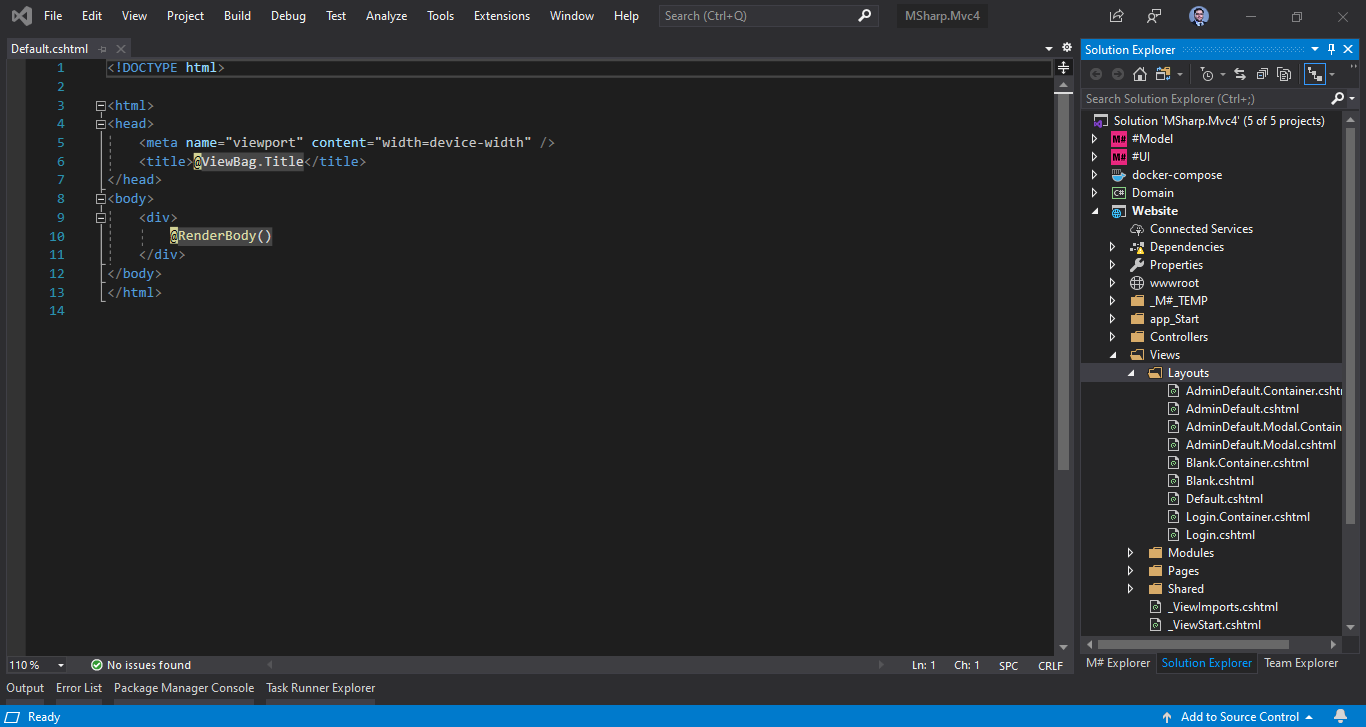 File Edit View Project Build Debug Test Analyze Tools Extensions Window Help Search (Ctrl+Q) MSharp.Mvc4
Default.cshtml
1 <!DOCTYPE html>
2
3 <html>
4 <head>
5 <meta name="viewport" content="width=device-width" />
6 <title>@ViewBag.Title</title>
7 </head>
8 <body>
9 <div>
10 @RenderBody()
11 </div>
12 </body>
13 </html>
14
110 % No issues found Ln: 1 Ch: 1 SPC CRLF
Solution Explorer
Search Solution Explorer (Ctrl+;)
Solution 'MSharp.Mvc4' (5 of 5 projects)
M# #Model
M# #UI
docker-compose
C# Domain
Website
Connected Services
Dependencies
Properties
wwwroot
_M#_TEMP
app_Start
Controllers
Views
Layouts
AdminDefault.Container.cshtm
AdminDefault.cshtml
AdminDefault.Modal.Contain
AdminDefault.Modal.cshtml
Blank.Container.cshtml
Blank.cshtml
Default.cshtml
Login.Container.cshtml
Login.cshtml
Modules
Pages
Shared
_ViewImports.cshtml
_ViewStart.cshtml
M# Explorer Solution Explorer Team Explorer
Output Error List Package Manager Console Task Runner Explorer
Ready Add to Source Control